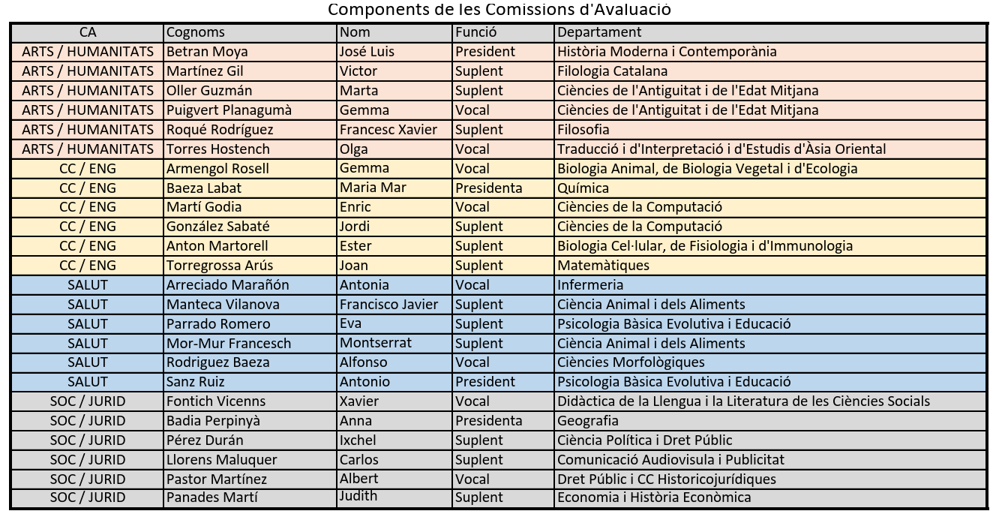 Components de les Comissions d'Avaluació
CA Cognoms Nom Funció Departament
ARTS / HUMANITATS Betran Moya José Luis President Història Moderna i Contemporània
ARTS / HUMANITATS Martínez Gil Victor Suplent Filologia Catalana
ARTS / HUMANITATS Oller Guzmán Marta Suplent Ciències de l'Antiguitat i de l'Edat Mitjana
ARTS / HUMANITATS Puigvert Planagumà Gemma Vocal Ciències de l'Antiguitat i de l'Edat Mitjana
ARTS / HUMANITATS Roqué Rodríguez Francesc Xavier Suplent Filosofia
ARTS / HUMANITATS Torres Hostench Olga Vocal Traducció i d'Interpretació i d'Estudis d'Àsia Oriental
CC / ENG Armengol Rosell Gemma Vocal Biologia Animal, de Biologia Vegetal i d'Ecologia
CC / ENG Baeza Labat Maria Mar Presidenta Química
CC / ENG Martí Godia Enric Vocal Ciències de la Computació
CC / ENG González Sabaté Jordi Suplent Ciències de la Computació
CC / ENG Anton Martorell Ester Suplent Biologia Cel·lular, de Fisiologia i d'Immunologia
CC / ENG Torregrossa Arús Joan Suplent Matemàtiques
SALUT Arreciado Marañón Antonia Vocal Infermeria
SALUT Manteca Vilanova Francisco Javier Suplent Ciència Animal i dels Aliments
SALUT Parrado Romero Eva Suplent Psicologia Bàsica Evolutiva i Educació
SALUT Mor-Mur Francesch Montserrat Suplent Ciència Animal i dels Aliments
SALUT Rodriguez Baeza Alfonso Vocal Ciències Morfològiques
SALUT Sanz Ruiz Antonio President Psicologia Bàsica Evolutiva i Educació
SOC / JURID Fontich Vicenns Xavier Vocal Didàctica de la Llengua i la Literatura de les Ciències Socials
SOC / JURID Badia Perpinyà Anna Presidenta Geografia
SOC / JURID Pérez Durán Ixchel Suplent Ciència Política i Dret Públic
SOC / JURID Llorens Maluquer Carlos Suplent Comunicació Audiovisula i Publicitat
SOC / JURID Pastor Martínez Albert Vocal Dret Públic i CC Historicojurídiques
SOC / JURID Panades Martí Judith Suplent Economia i Història Econòmica